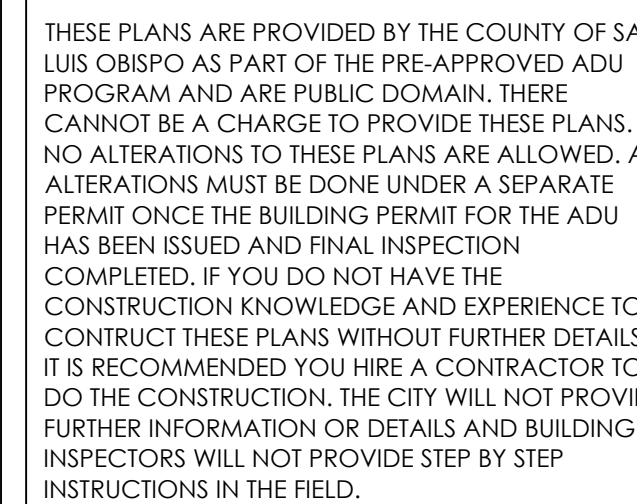 THESE PLANS ARE PROVIDED BY THE COUNTY OF
LUIS OBISPO AS PART OF THE PRE-APPROVED ADU
PROGRAM AND ARE PUBLIC DOMAIN. THERE
CANNOT BE A CHARGE TO PROVIDE THESE PLANS.
NO ALTERATIONS TO THESE PLANS ARE ALLOWED.
ALTERATIONS MUST BE DONE UNDER A SEPARATE
PERMIT ONCE THE BUILDING PERMIT FOR THE ADU
HAS BEEN ISSUED AND FINAL INSPECTION
COMPLETED. IF YOU DO NOT HAVE THE
CONSTRUCTION KNOWLEDGE AND EXPERIENCE TO
CONTRUCT THESE PLANS WITHOUT FURTHER DETAILS
IT IS RECOMMENDED YOU HIRE A CONTRACTOR TO
DO THE CONSTRUCTION. THE CITY WILL NOT
FURTHER INFORMATION OR DETAILS AND BUILDING
INSPECTORS WILL NOT PROVIDE STEP BY STEP
INSTRUCTIONS IN THE FIELD.